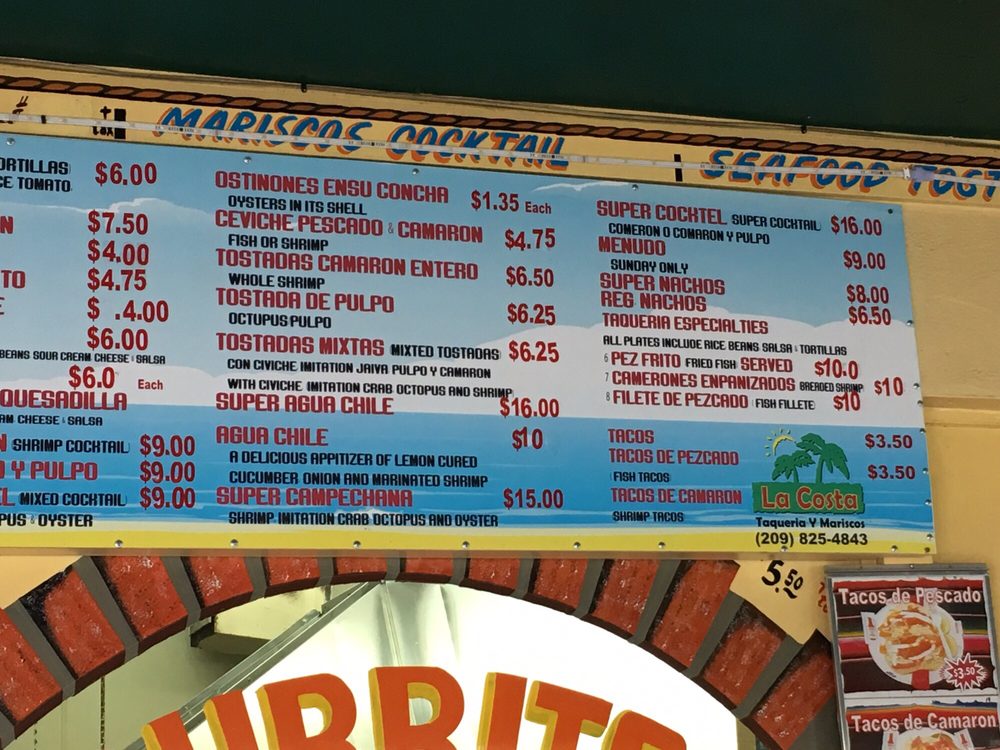 + tax
MARISCOS COCKTAIL
SEAFOOD
ORTILLAS
CE TOMATO
$6.00
N $7.50
$4.00
TO $4.75
E $ .4.00
$6.00
BEANS SOUR CREAM CHEESE & SALSA
$6.0 Each
QUESADILLA
AM CHEESE & SALSA
N SHRIMP COCKTAIL $9.00
O Y PULPO $9.00
EL MIXED COCKTAIL $9.00
PUS & OYSTER
OSTINONES ENSU CONCHA $1.35 Each
OYSTERS IN ITS SHELL
CEVICHE PESCADO & CAMARON $4.75
FISH OR SHRIMP
TOSTADAS CAMARON ENTERO $6.50
WHOLE SHRIMP
TOSTADA DE PULPO $6.25
OCTUPUS PULPO
TOSTADAS MIXTAS MIXTED TOSTADAS $6.25
CON CIVICHE IMITATION JAIVA PULPO Y CAMARON
WITH CIVICHE IMITATION CRAB OCTOPUS AND SHRIMP
SUPER AGUA CHILE $16.00
AGUA CHILE $10
A DELICIOUS APPITIZER OF LEMON CURED
CUCUMBER ONION AND MARINATED SHRIMP
SUPER CAMPECHANA $15.00
SHRIMP IMITATION CRAB OCTOPUS AND OYSTER
SUPER COCKTEL SUPER COCKTAIL $16.00
COMERON O COMARON Y PULPO
MENUDO $9.00
SUNDAY ONLY
SUPER NACHOS $8.00
REG. NACHOS $6.50
TAQUERIA ESPECIALTIES
ALL PLATES INCLUDE RICE BEANS SALSA & TORTILLAS
6 PEZ FRITO FRIED FISH SERVED $10.0
7 CAMERONES ENPANIZADOS BREADED SHRIMP $10
8 FILETE DE PEZCADO FISH FILLETE $10
TACOS $3.50
TACOS DE PEZCADO $3.50
FISH TACOS
TACOS DE CAMARON
SHRIMP TACOS
La Costa
Taqueria Y Mariscos
(209) 825-4843
5.50
Tacos de Pescado
$3.50
Tacos de Camaron
URRITO